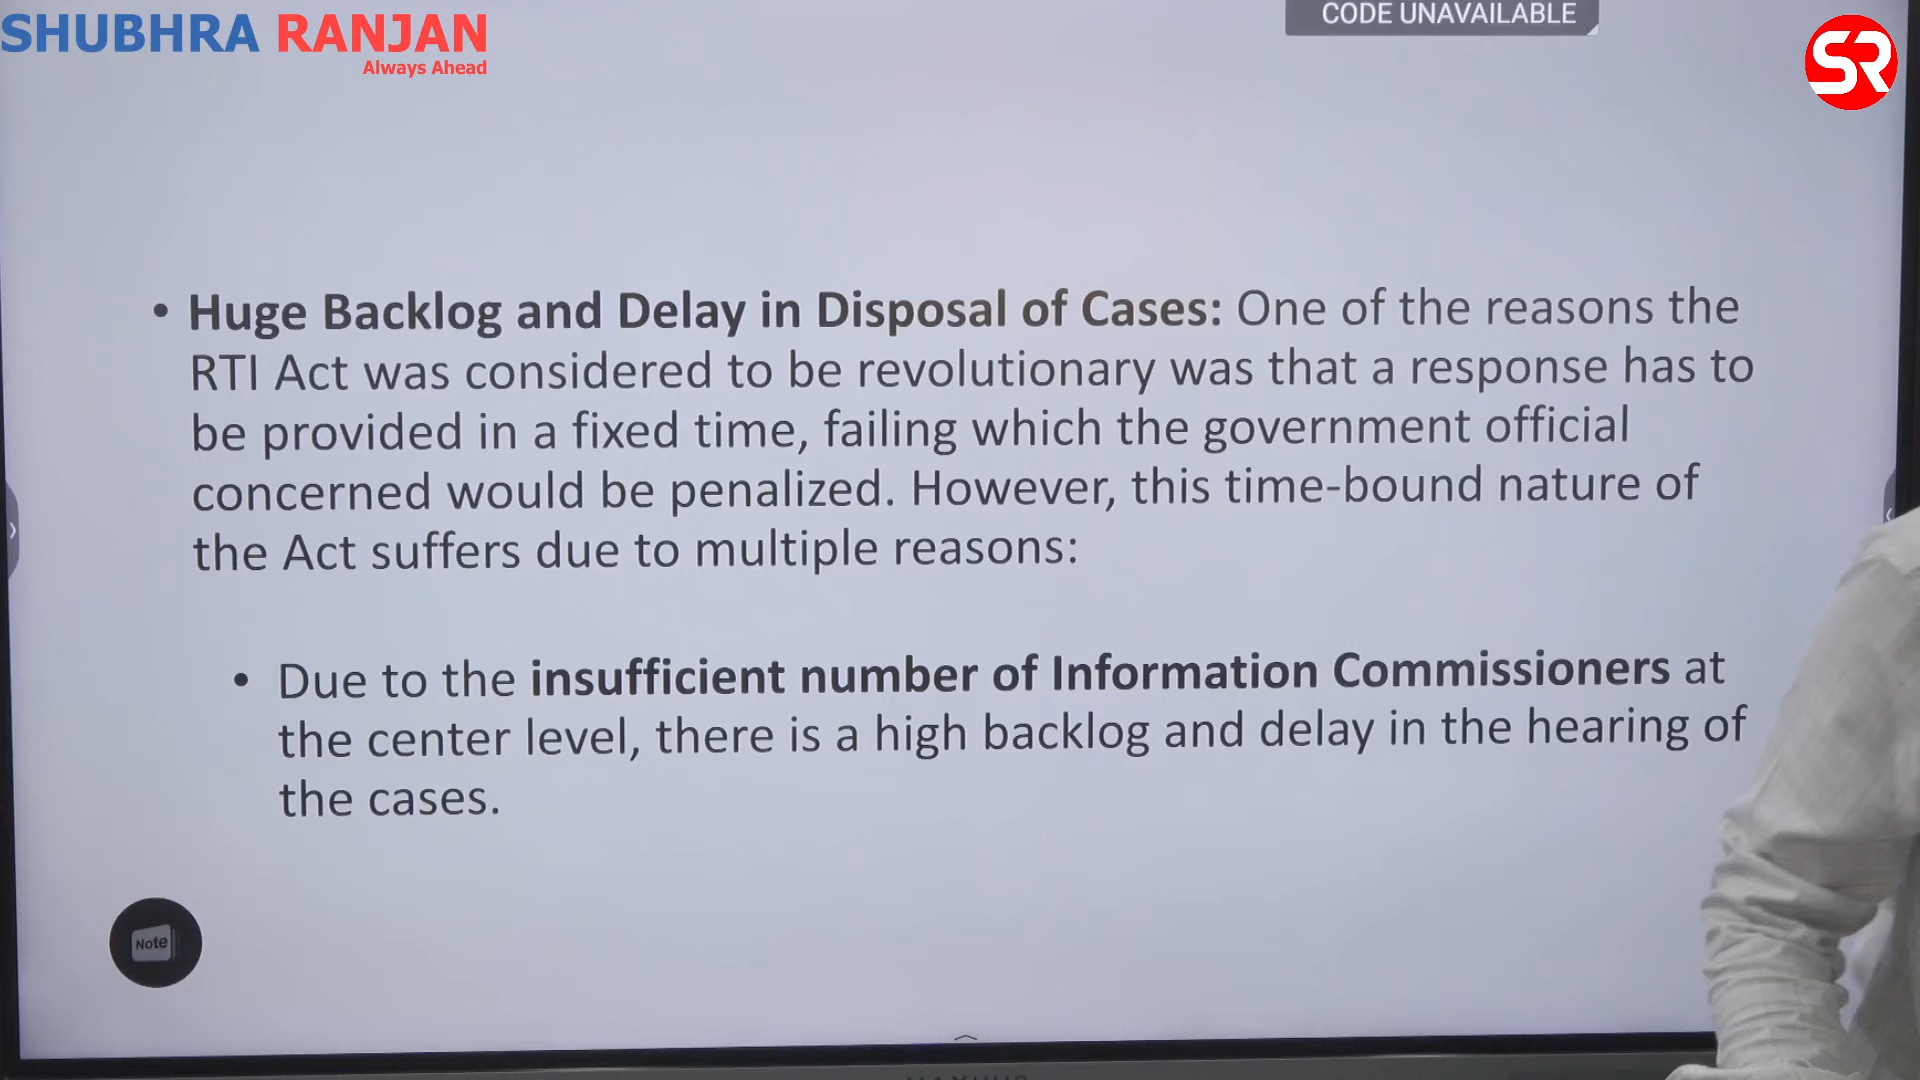 SHUBHRA RANJAN
Always Ahead
CODE UNAVAILABLE
SR
• Huge Backlog and Delay in Disposal of Cases: One of the reasons the
RTI Act was considered to be revolutionary was that a response has to
be provided in a fixed time, failing which the government official
concerned would be penalized. However, this time-bound nature of
the Act suffers due to multiple reasons:
• Due to the insufficient number of Information Commissioners at
the center level, there is a high backlog and delay in the hearing of
the cases.
Note